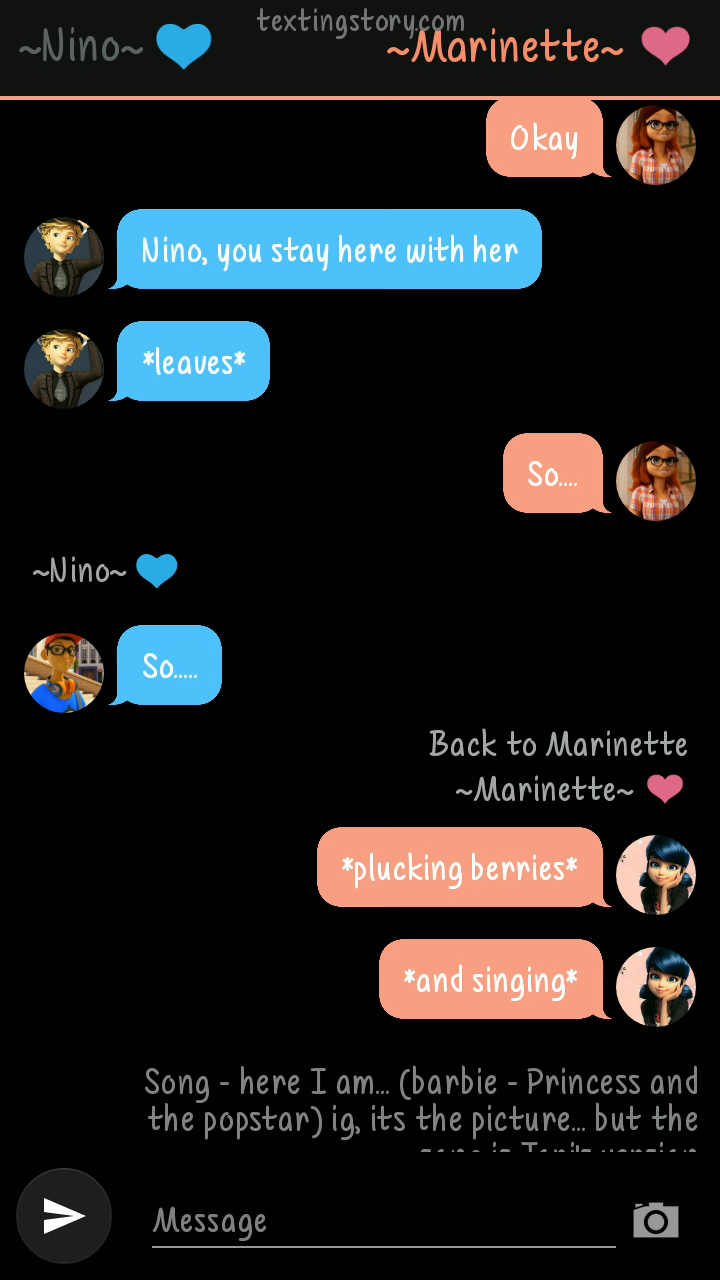 textingstory.com
~Nino~
~Marinette~
Okay
Nino, you stay here with her
*leaves*
So....
~Nino~
So.....
Back to Marinette
~Marinette~
*plucking berries*
*and singing*
Song - here I am... (barbie - Princess and
the popstar) ig, its the picture... but the
Message